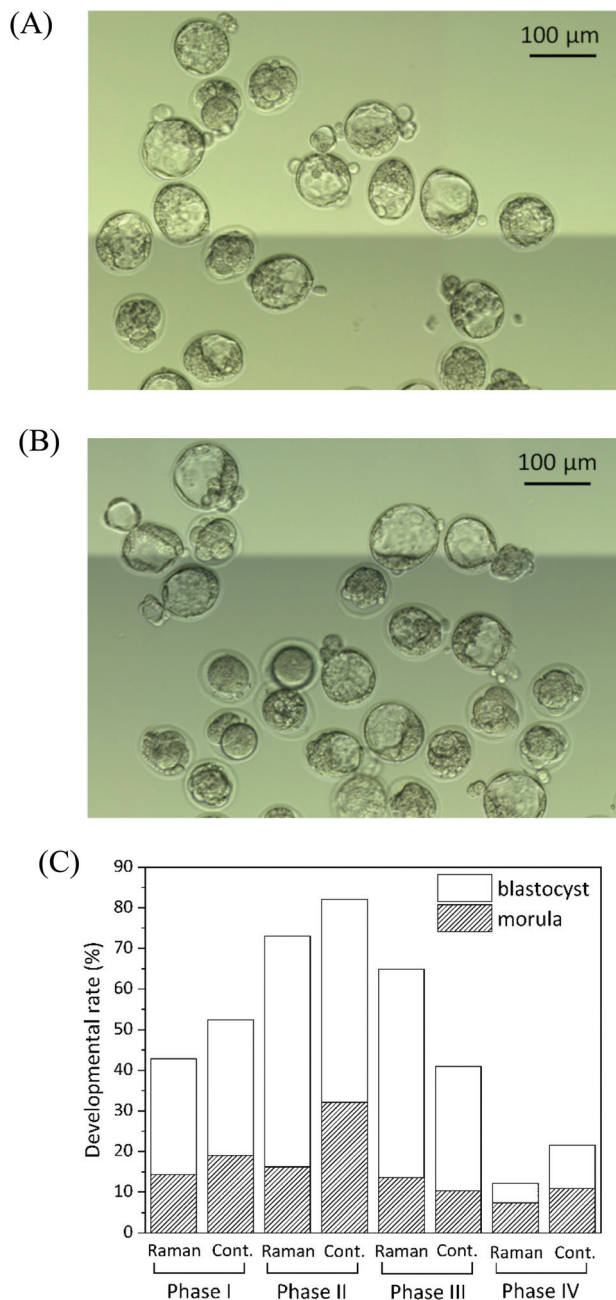 (A)
100 μm
(B)
100 μm
(C)
90
80
70
60
50
40
30
20
10
0
Developmental rate (%)
blastocyst
morula
Raman Cont. Raman Cont. Raman Cont. Raman Cont.
Phase I Phase II Phase III Phase IV